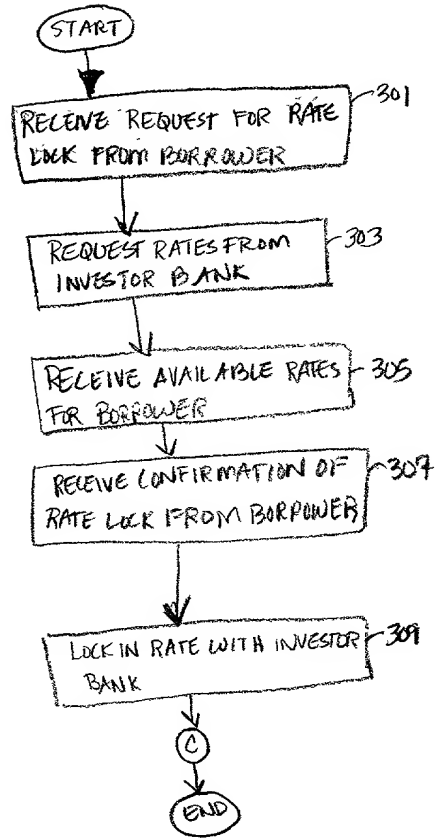 START
301
RECEIVE REQUEST FOR RATE
LOCK FROM BORROWER
303
REQUEST RATES FROM
INVESTOR BANK
305
RECEIVE AVAILABLE RATES
FOR BORROWER
307
RECEIVE CONFIRMATION OF
RATE LOCK FROM BORROWER
309
LOCK IN RATE WITH INVESTOR
BANK
C
END